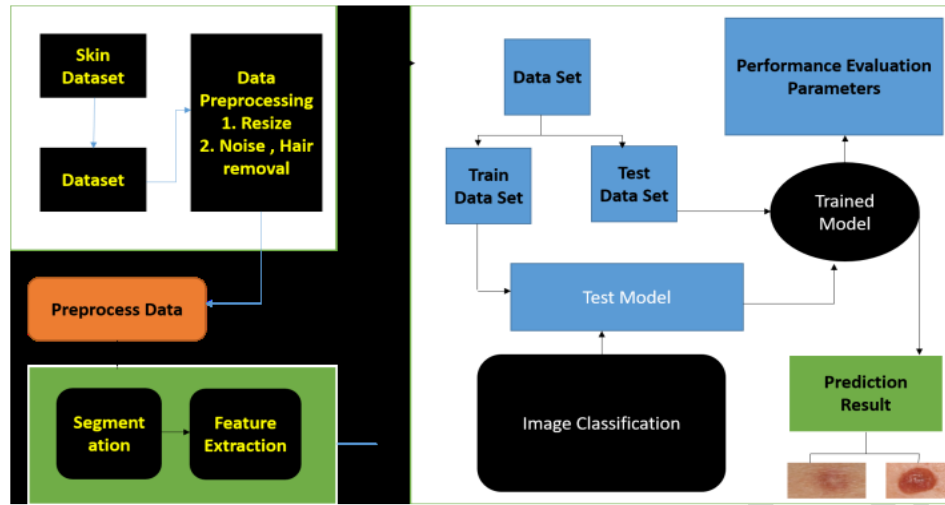 Skin
Dataset
Dataset
Data
Preprocessing
1. Resize
2. Noise , Hair
removal
Preprocess Data
Segment
ation
Feature
Extraction
Data Set
Train
Data Set
Test
Data Set
Performance Evaluation
Parameters
Trained
Model
Test Model
Image Classification
Prediction
Result